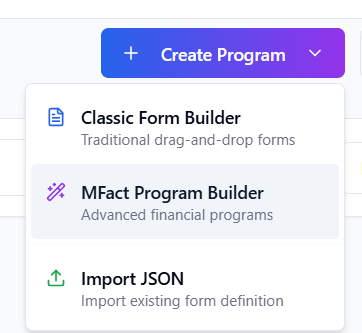 Create Program
Classic Form Builder
Traditional drag-and-drop forms
MFact Program Builder
Advanced financial programs
Import JSON
Import existing form definition